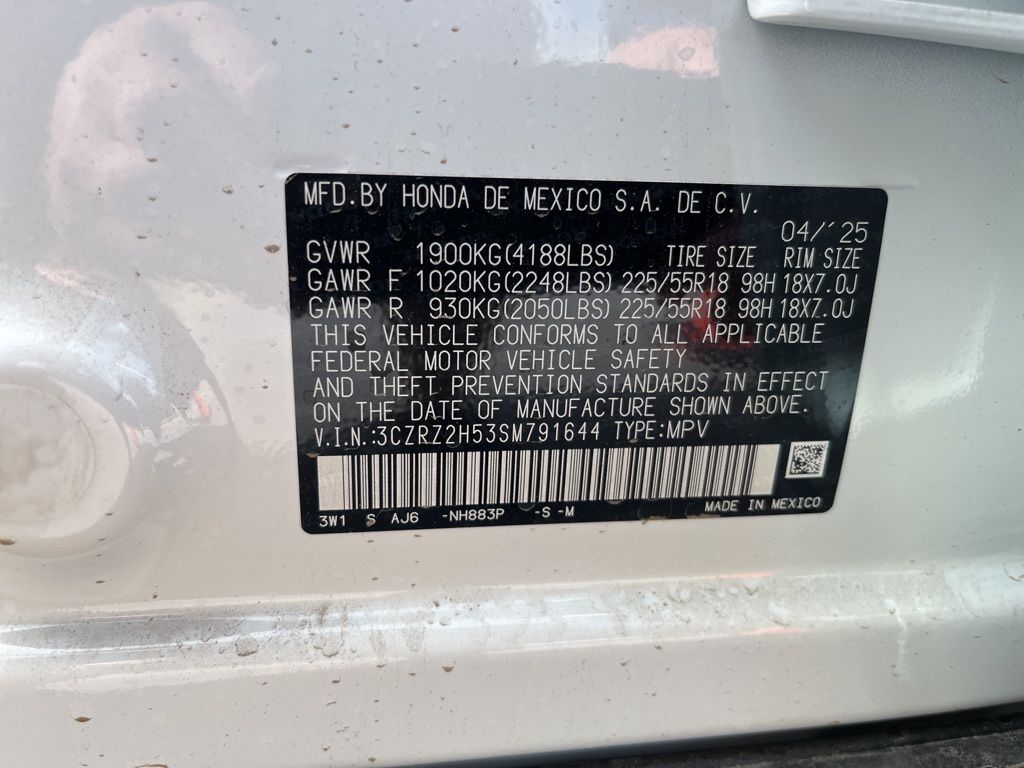 MFD.BY HONDA DE MEXICO S.A. DE C.V.
04/'25
GVWR 1900KG(4188LBS) TIRE SIZE RIM SIZE
GAWR F 1020KG(2248LBS) 225/55R18 98H 18X7.0J
GAWR R 930KG(2050LBS) 225/55R18 98H 18X7.0J
THIS VEHICLE CONFORMS TO ALL APPLICABLE
FEDERAL MOTOR VEHICLE SAFETY
AND THEFT PREVENTION STANDARDS IN EFFECT
ON THE DATE OF MANUFACTURE SHOWN ABOVE.
V.I.N.:3CZRZ2H53SM791644 TYPE:MPV
3W1 S AJ6 -NH883P -S -M MADE IN MEXICO